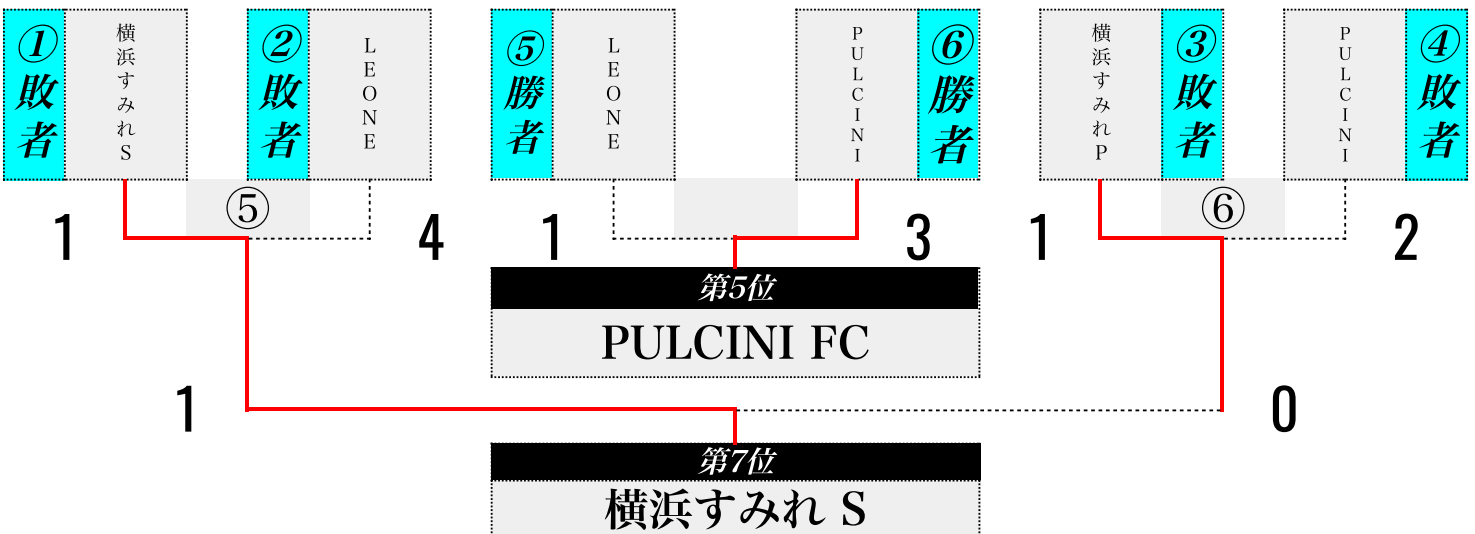 ①敗者
横浜すみれS
②敗者
LEONE
⑤勝者
LEONE
PULCINI
⑥勝者
横浜すみれP
③敗者
PULCINI
④敗者
⑤
⑥
1
4
1
3
1
2
第5位
PULCINI FC
1
0
第7位
横浜すみれ S